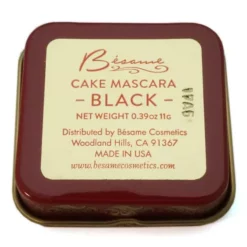 Bésame
CAKE MASCARA
– BLACK –
NET WEIGHT 0.39oz 11g
Distributed by Bésame Cosmetics
Woodland Hills, CA 91367
MADE IN USA
www.besamecosmetics.com